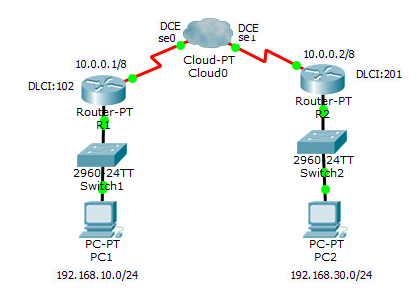 DCE
se0
DCE
se1
Cloud-PT
Cloud0
10.0.0.1/8
10.0.0.2/8
DLCI:102
DLCI:201
Router-PT
R1
Router-PT
R2
2960-24TT
Switch1
2960-24TT
Switch2
PC-PT
PC1
PC-PT
PC2
192.168.10.0/24
192.168.30.0/24